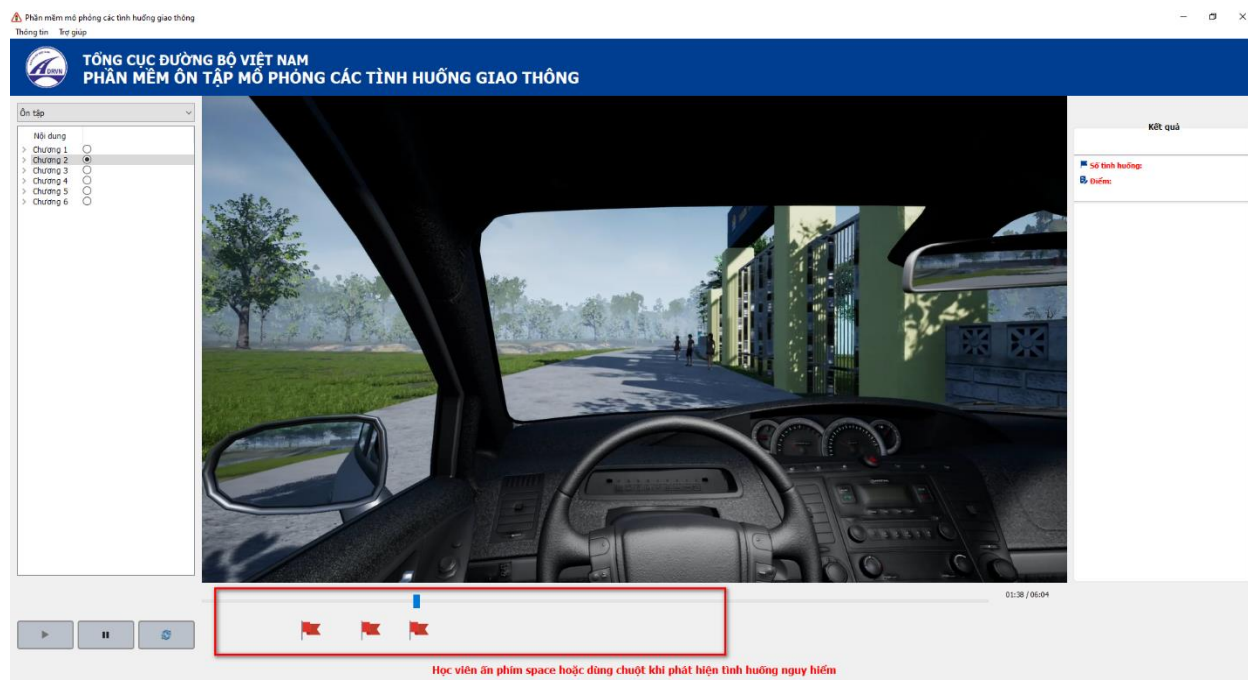 Phần mềm mô phỏng các tình huống giao thông
Thông tin Trợ giúp
TỔNG CỤC ĐƯỜNG BỘ VIỆT NAM
PHẦN MỀM ÔN TẬP MÔ PHỎNG CÁC TÌNH HUỐNG GIAO THÔNG
DRVN
Ôn tập
Nội dung
Chương 1
Chương 2
Chương 3
Chương 4
Chương 5
Chương 6
Kết quả
Số tình huống:
Điểm:
01:38 / 06:04
Học viên ấn phím space hoặc dùng chuột khi phát hiện tình huống nguy hiểm